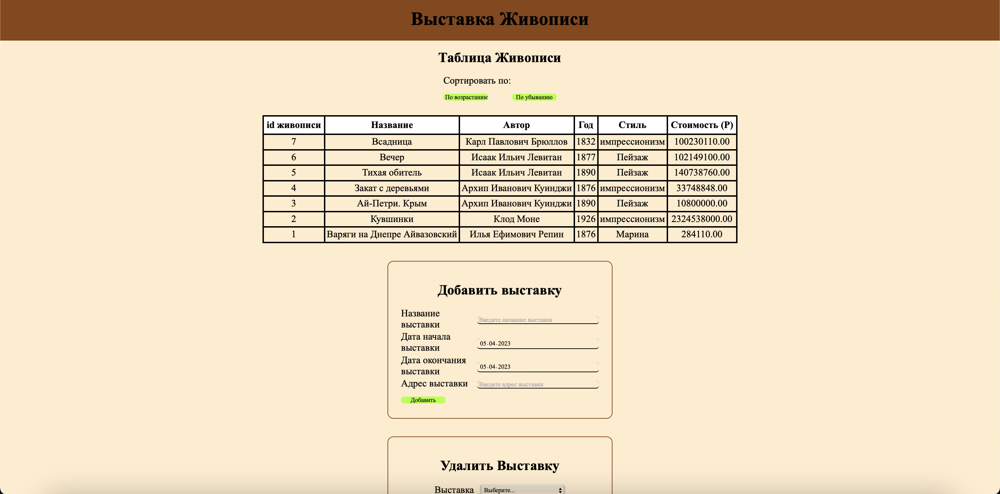 Выставка Живописи
Таблица Живописи
Сортировать по:
По возрастанию По убыванию
id живописи Название Автор Год Стиль Стоимость (Р)
7 Всадница Карл Павлович Брюллов 1832 импрессионизм 100230110.00
6 Вечер Исаак Ильич Левитан 1877 Пейзаж 102149100.00
5 Тихая обитель Исаак Ильич Левитан 1890 Пейзаж 140738760.00
4 Закат с деревьями Архип Иванович Куинджи 1876 импрессионизм 33748848.00
3 Ай-Петри. Крым Архип Иванович Куинджи 1890 Пейзаж 10800000.00
2 Кувшинки Клод Моне 1926 импрессионизм 2324538000.00
1 Варяги на Днепре Айвазовский Илья Ефимович Репин 1876 Марина 284110.00
Добавить выставку
Название
выставки
Введите название выставки
Дата начала
выставки
05.04.2023
Дата окончания
выставки
05.04.2023
Адрес выставки Введите адрес выставки
Добавить
Удалить Выставку
Выставка Выберите...